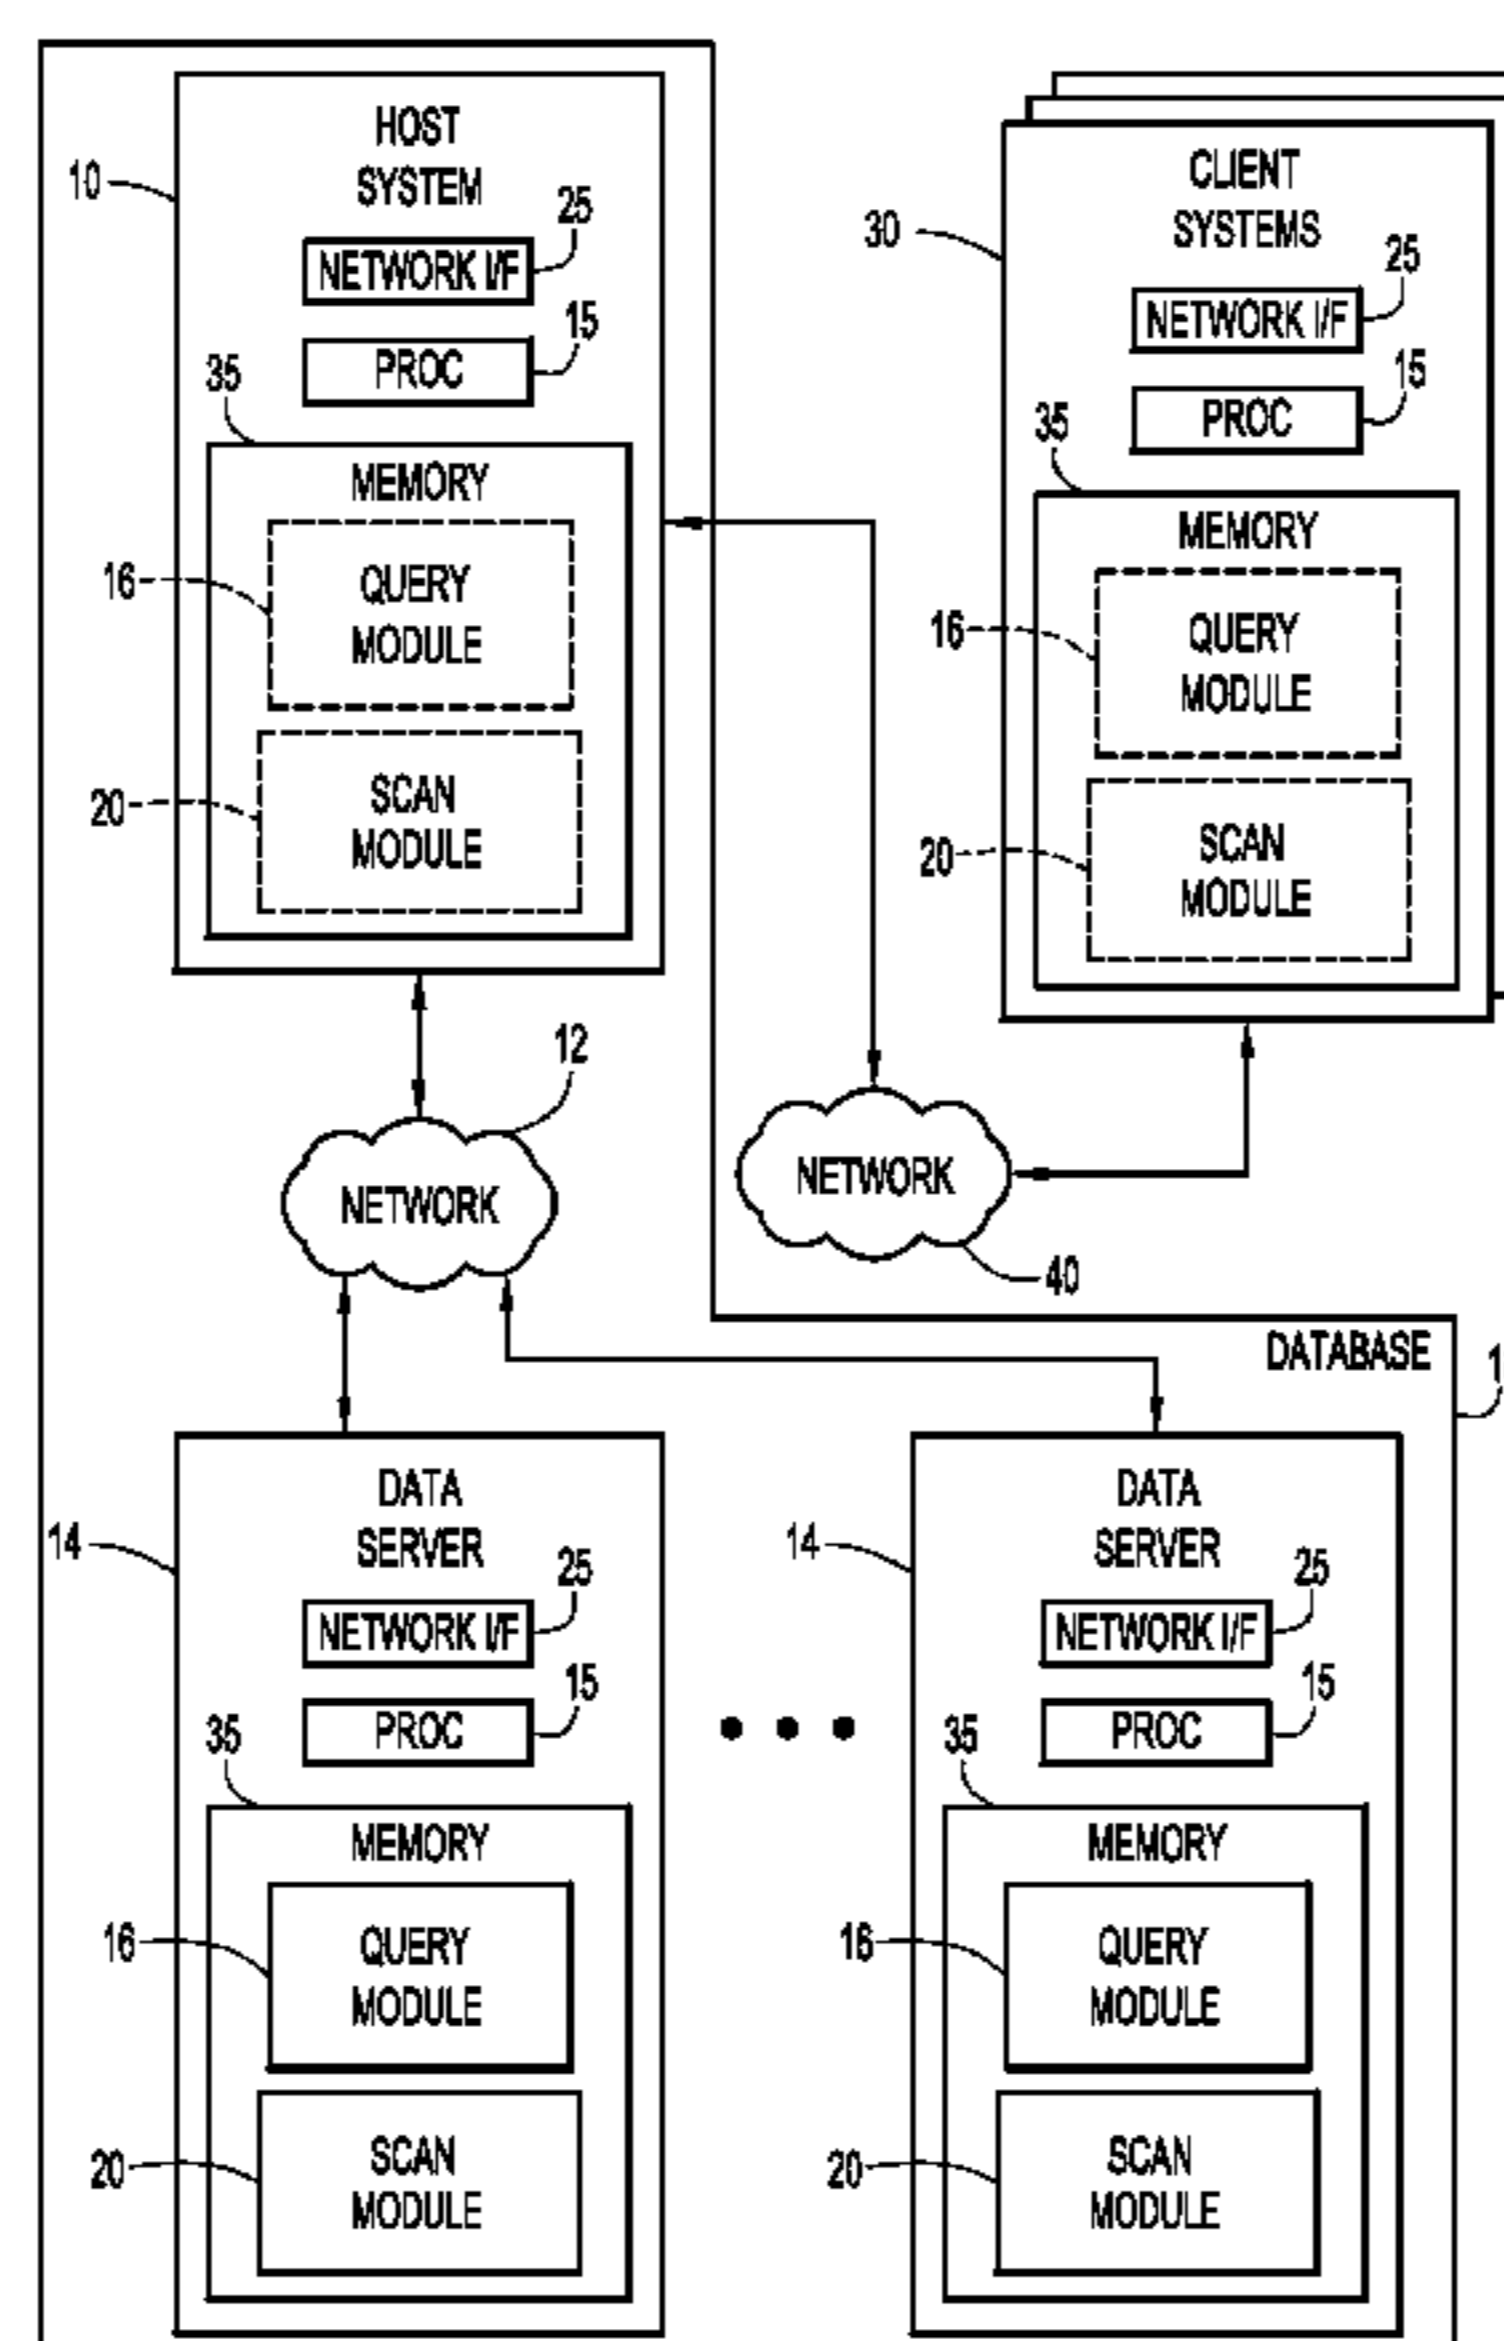 HOST
SYSTEM
10
25
NETWORK I/F
15
PROC
35
MEMORY
16
QUERY
MODULE
20
SCAN
MODULE
CLIENT
SYSTEMS
30
25
NETWORK I/F
15
PROC
35
MEMORY
16
QUERY
MODULE
20
SCAN
MODULE
12
NETWORK
NETWORK
40
DATABASE
1
DATA
SERVER
14
25
NETWORK I/F
15
PROC
35
MEMORY
16
QUERY
MODULE
20
SCAN
MODULE
DATA
SERVER
14
25
NETWORK I/F
15
PROC
35
MEMORY
16
QUERY
MODULE
20
SCAN
MODULE